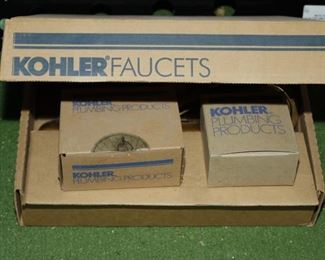 KOHLER® FAUCETS
KOHLER
PLUMBING PRODUCTS
KOHLER
PLUMBING PRODUCTS
KOHLER
PLUMBING
PRODUCTS